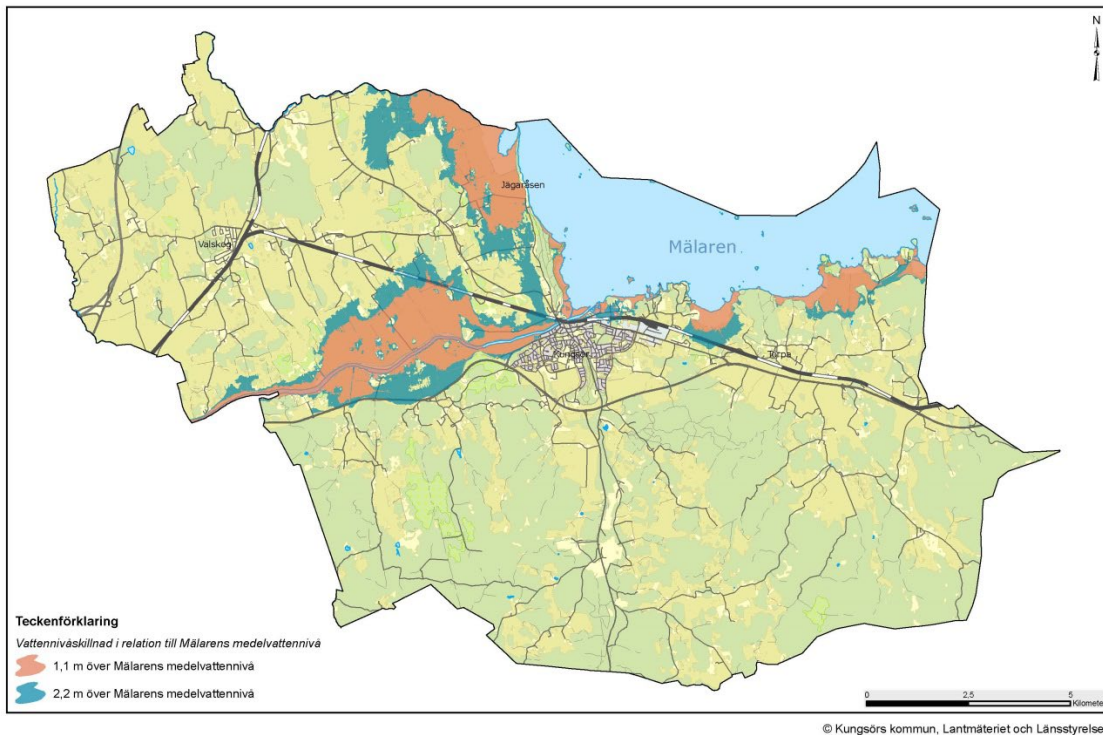 N
Jägaråsen
Valskog
Mälaren
Kungsör
Torpa
Teckenförklaring
Vattennivåskillnad i relation till Mälarens medelvattennivå
1,1 m över Mälarens medelvattennivå
2,2 m över Mälarens medelvattennivå
0 2,5 5
Kilomete
© Kungsörs kommun, Lantmäteriet och Länsstyrelse